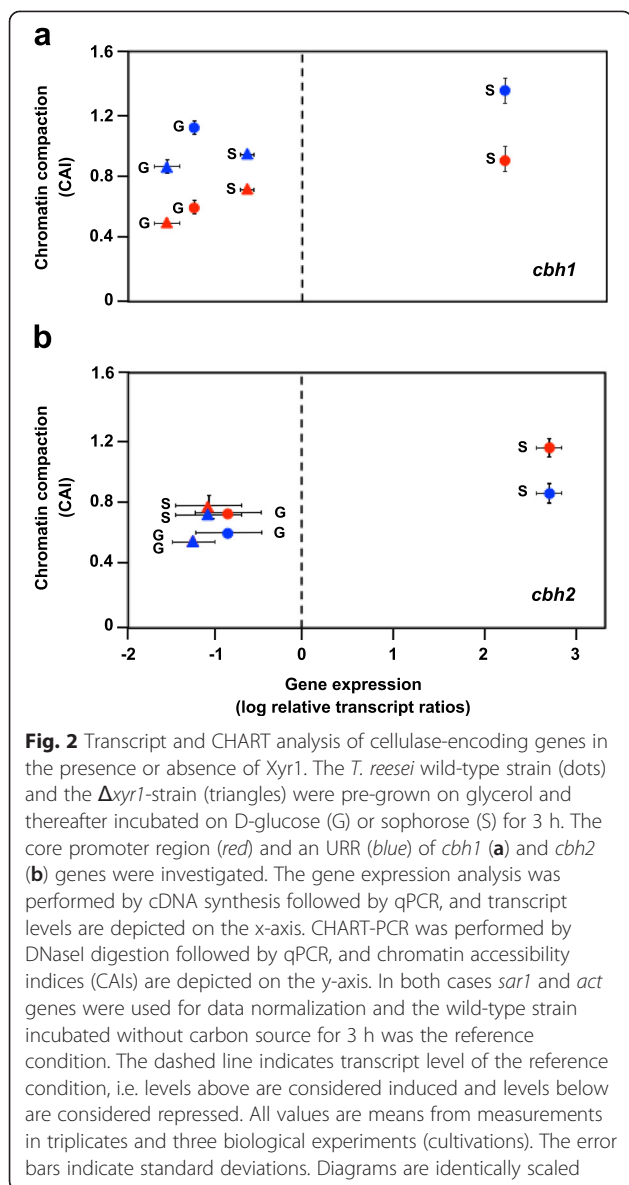 a
1.6
1.2
0.8
0.4
0
Chromatin compaction
(CAI)
G
G
S
G
G
S
S
S
cbh1
b
1.6
1.2
0.8
0.4
0
Chromatin compaction
(CAI)
S
S
G
G
G
G
S
S
cbh2
-2 -1 0 1 2 3
Gene expression
(log relative transcript ratios)
Fig. 2 Transcript and CHART analysis of cellulase-encoding genes in
the presence or absence of Xyr1. The T. reesei wild-type strain (dots)
and the Δxyr1-strain (triangles) were pre-grown on glycerol and
thereafter incubated on D-glucose (G) or sophorose (S) for 3 h. The
core promoter region (red) and an URR (blue) of cbh1 (a) and cbh2
(b) genes were investigated. The gene expression analysis was
performed by cDNA synthesis followed by qPCR, and transcript
levels are depicted on the x-axis. CHART-PCR was performed by
DNaseI digestion followed by qPCR, and chromatin accessibility
indices (CAIs) are depicted on the y-axis. In both cases sar1 and act
genes were used for data normalization and the wild-type strain
incubated without carbon source for 3 h was the reference
condition. The dashed line indicates transcript level of the reference
condition, i.e. levels above are considered induced and levels below
are considered repressed. All values are means from measurements
in triplicates and three biological experiments (cultivations). The error
bars indicate standard deviations. Diagrams are identically scaled